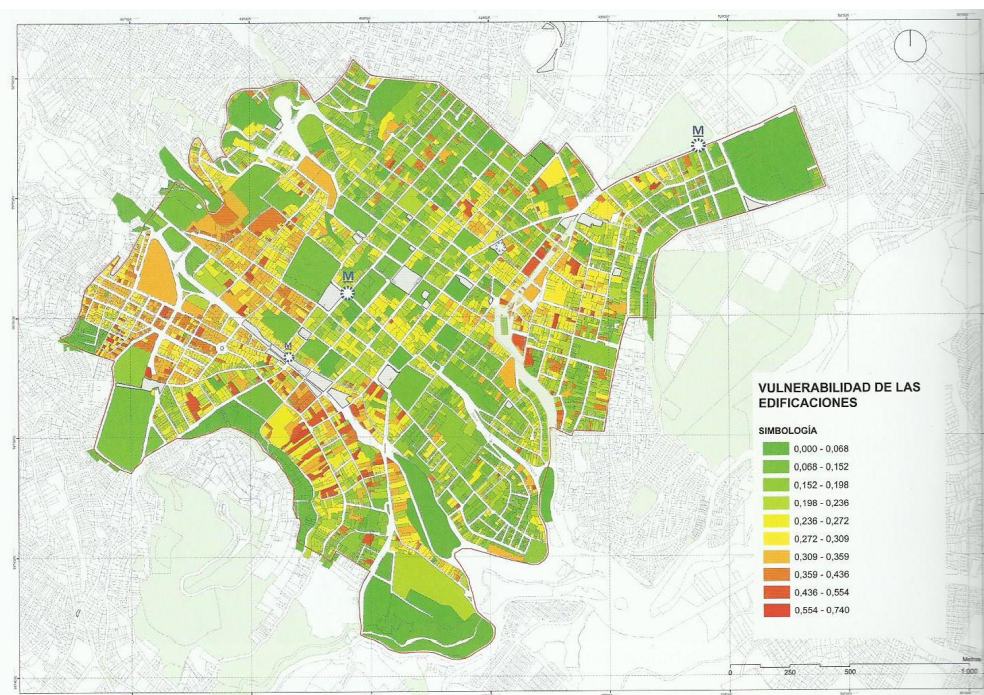 M
M
M
VULNERABILIDAD DE LAS
EDIFICACIONES
SIMBOLOGÍA
0,000 - 0,068
0,068 - 0,152
0,152 - 0,198
0,198 - 0,236
0,236 - 0,272
0,272 - 0,309
0,309 - 0,359
0,359 - 0,436
0,436 - 0,554
0,554 - 0,740
Metros
0 250 500 1.000